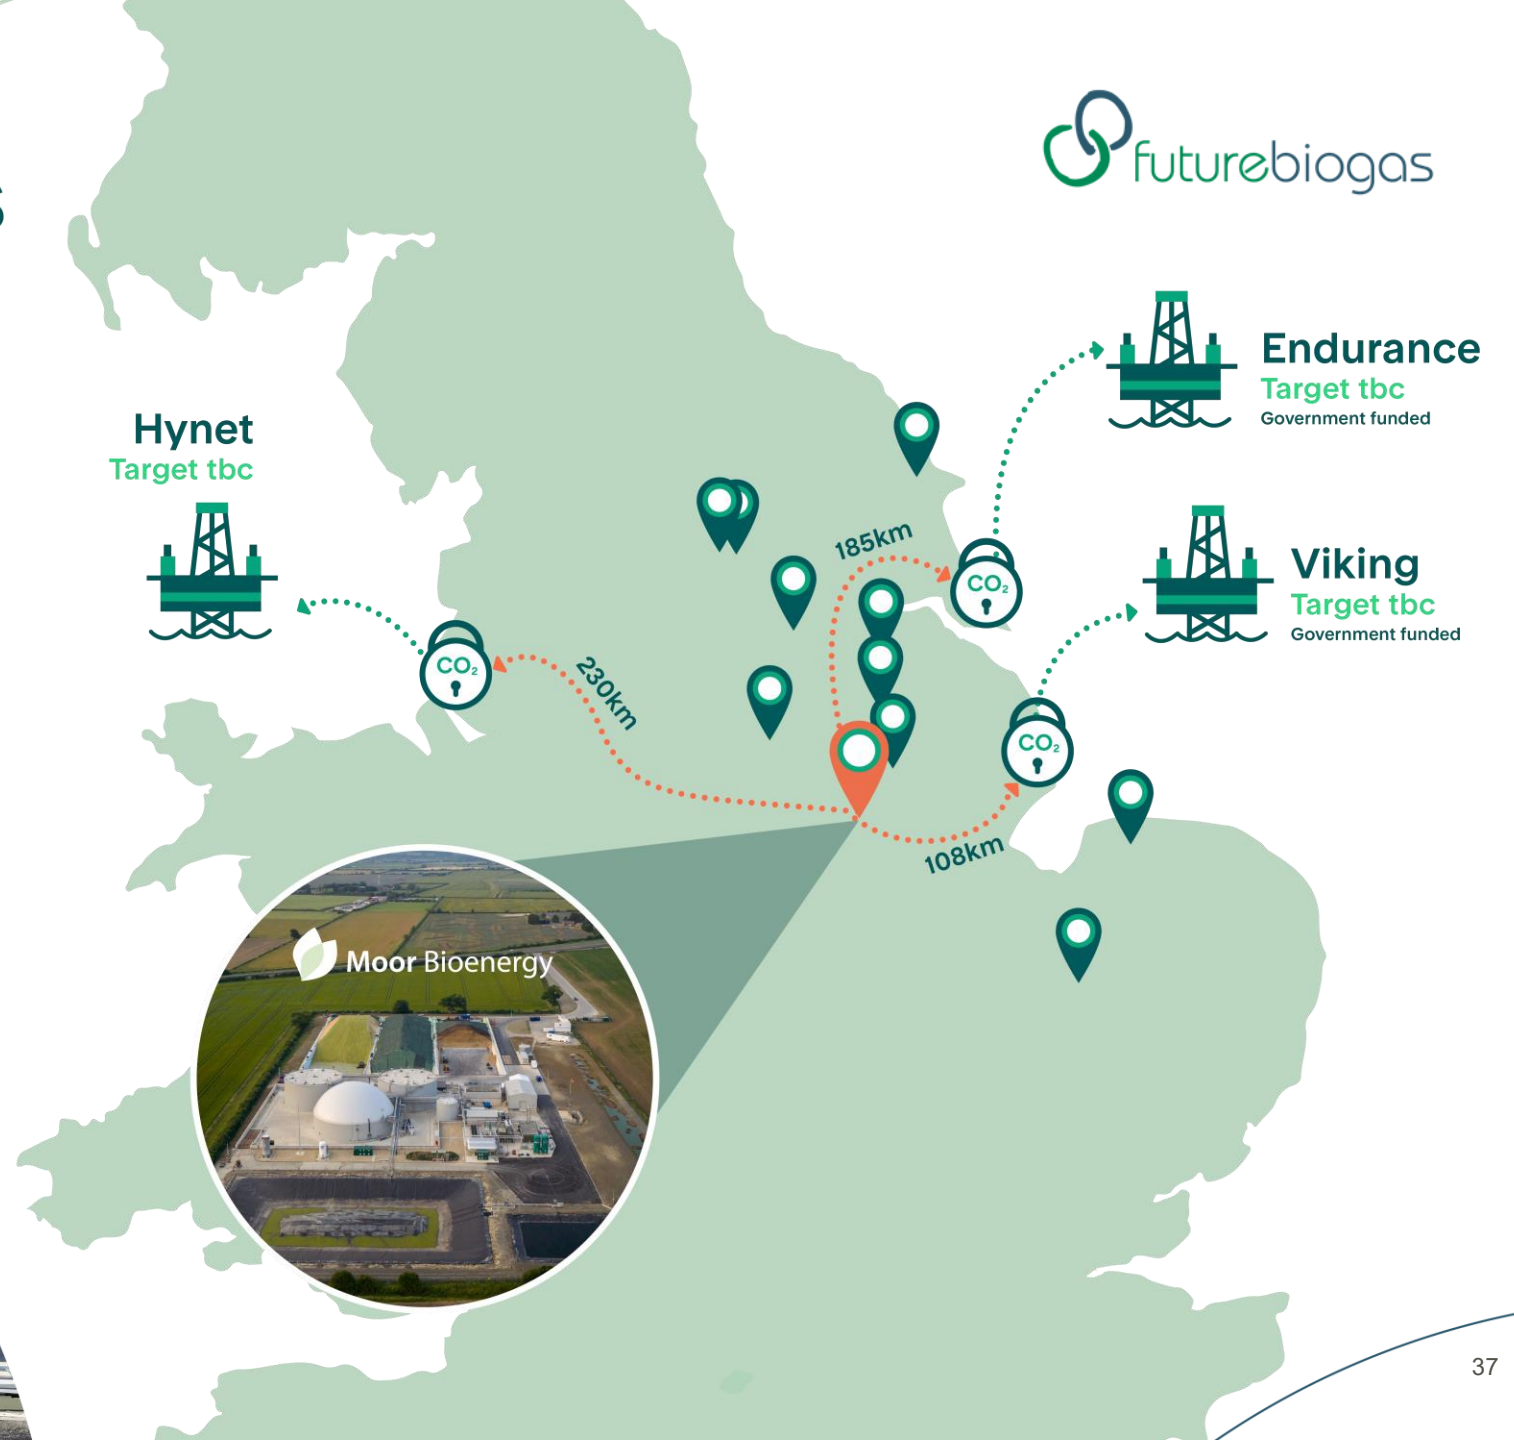 futurebiogas
Endurance
Target tbc
Government funded
Hynet
Target tbc
185km
CO₂
Viking
Target tbc
Government funded
CO₂
230km
CO₂
108km
Moor Bioenergy
37